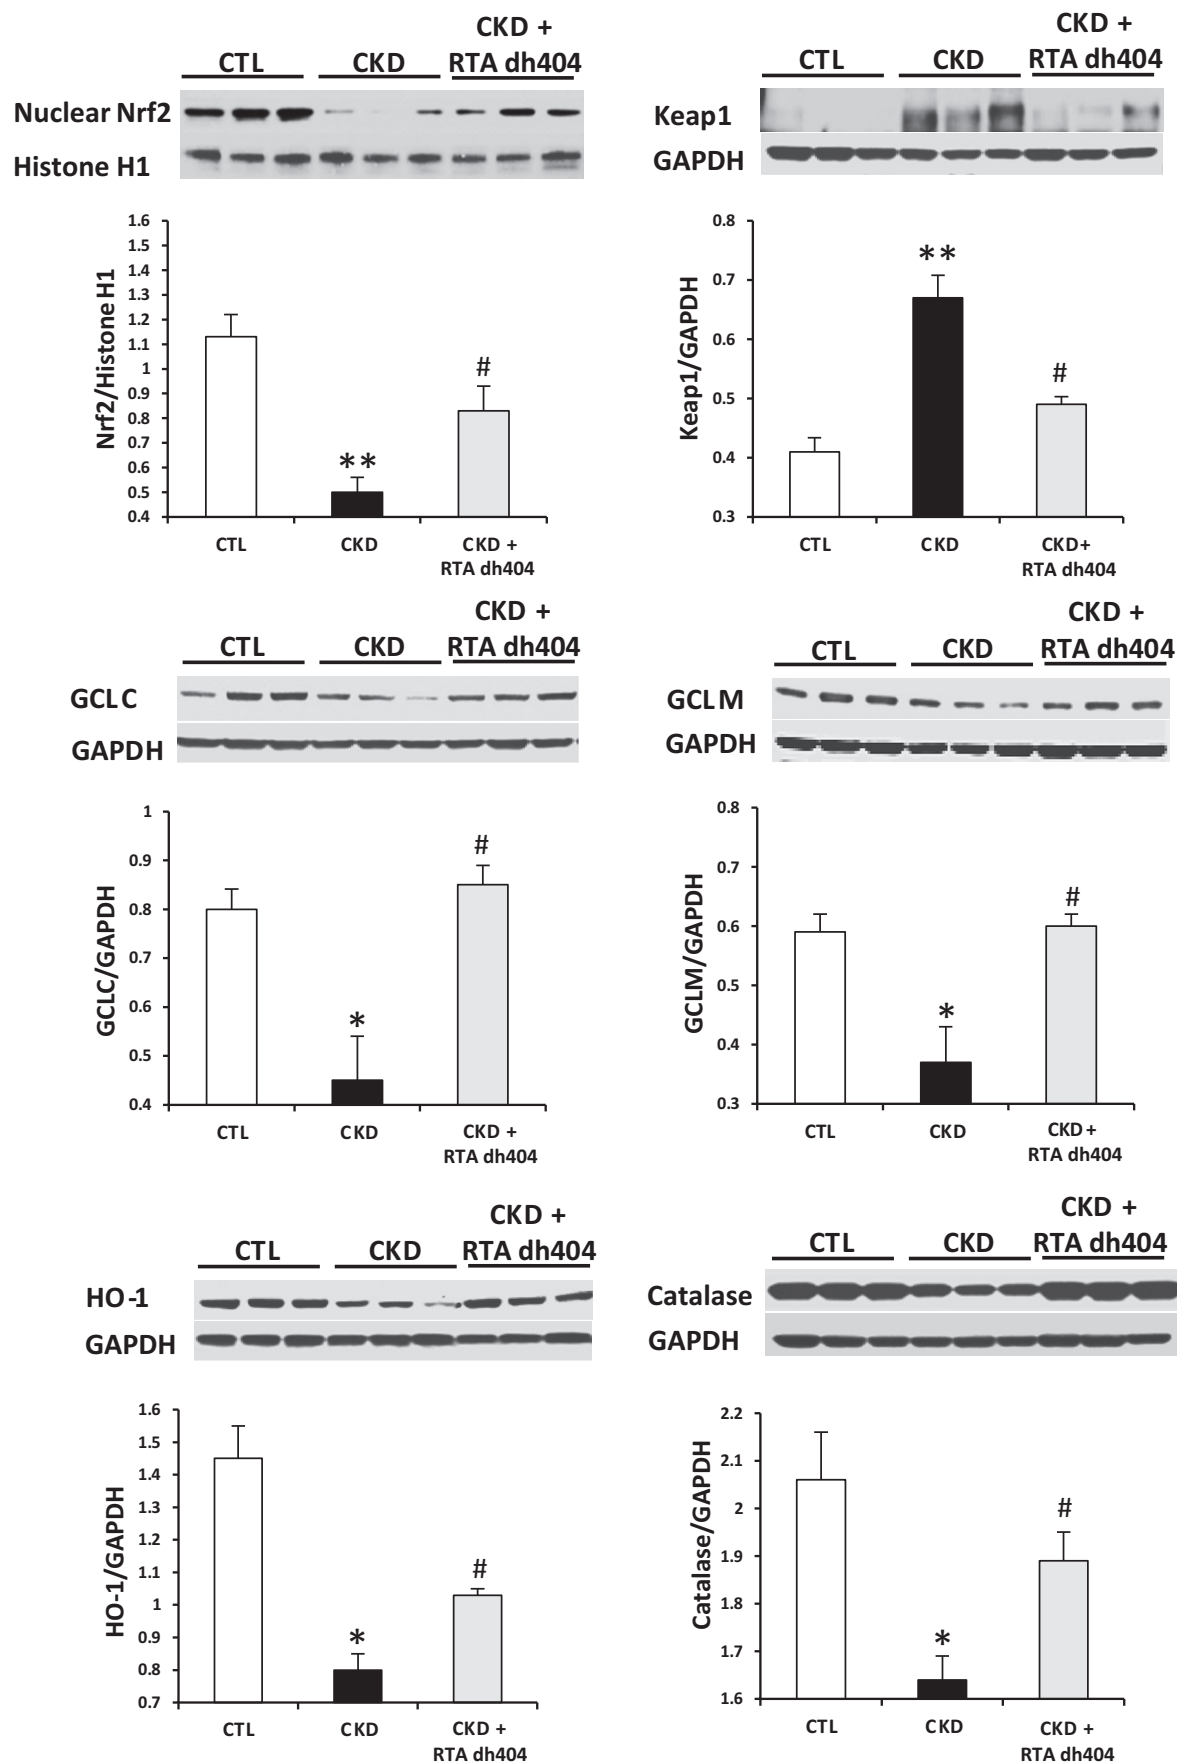 CKD +
CTL CKD RTA dh404
Nuclear Nrf2
Histone H1
1.6
1.5
1.4
1.3
1.2
1.1
1
0.9
0.8
0.7
0.6
0.5
0.4
Nrf2/Histone H1
**
#
CTL CKD CKD +
RTA dh404
CKD +
CTL CKD RTA dh404
Keap1
GAPDH
0.8
0.7
0.6
0.5
0.4
0.3
Keap1/GAPDH
**
#
CTL CKD CKD+
RTA dh404
CKD +
CTL CKD RTA dh404
GCLC
GAPDH
1
0.9
0.8
0.7
0.6
0.5
0.4
GCLC/GAPDH
*
#
CTL CKD CKD +
RTA dh404
CKD +
CTL CKD RTA dh404
GCLM
GAPDH
0.8
0.7
0.6
0.5
0.4
0.3
GCLM/GAPDH
*
#
CTL CKD CKD +
RTA dh404
CKD +
CTL CKD RTA dh404
HO-1
GAPDH
1.6
1.5
1.4
1.3
1.2
1.1
1
0.9
0.8
0.7
HO-1/GAPDH
*
#
CTL CKD CKD +
RTA dh404
CKD +
CTL CKD RTA dh404
Catalase
GAPDH
2.2
2.1
2
1.9
1.8
1.7
1.6
Catalase/GAPDH
*
#
CTL CKD CKD +
RTA dh404